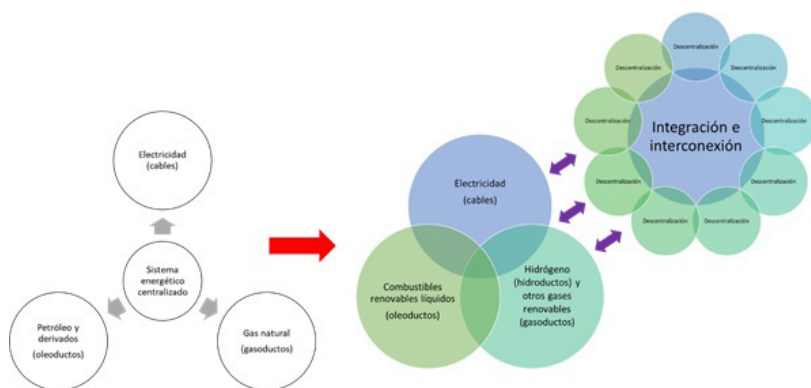 Electricidad
(cables)
Sistema
energético
centralizado
Petróleo y
derivados
(oleoductos)
Gas natural
(gasoductos)
Electricidad
(cables)
Combustibles
renovables líquidos
(oleoductos)
Hidrógeno
(hidroductos) y
otros gases
renovables
(gasoductos)
Integración e
interconexión
Descentralización
Descentralización
Descentralización
Descentralización
Descentralización
Descentralización
Descentralización
Descentralización
Descentralización